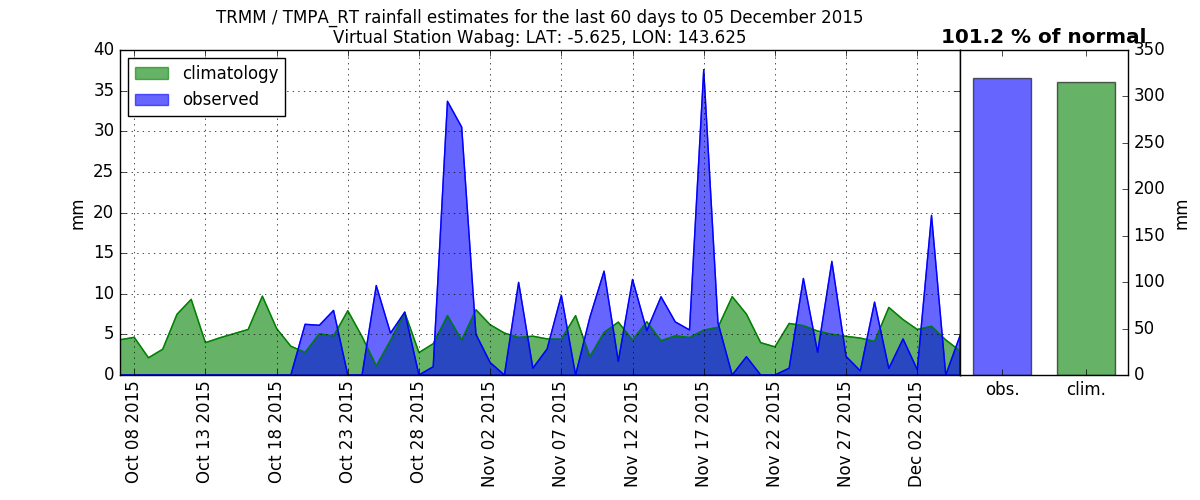 TRMM / TMPA_RT rainfall estimates for the last 60 days to 05 December 2015
Virtual Station Wabag: LAT: -5.625, LON: 143.625
101.2 % of normal
climatology
observed
mm
40
35
30
25
20
15
10
5
0
Oct 08 2015
Oct 13 2015
Oct 18 2015
Oct 23 2015
Oct 28 2015
Nov 02 2015
Nov 07 2015
Nov 12 2015
Nov 17 2015
Nov 22 2015
Nov 27 2015
Dec 02 2015
obs.
clim.
350
300
250
200
150
100
50
0
mm